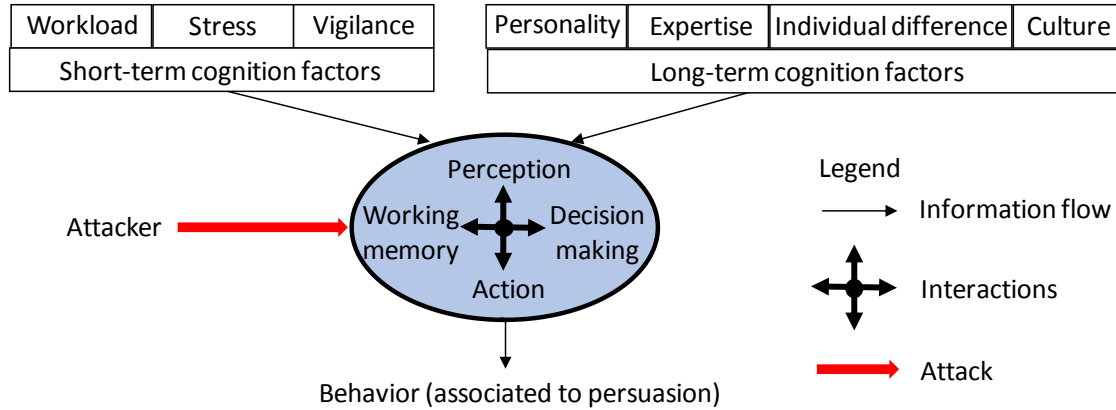 Workload Stress Vigilance
Short-term cognition factors
Personality Expertise Individual difference Culture
Long-term cognition factors
Perception
Working memory
Decision making
Action
Attacker
Behavior (associated to persuasion)
Legend
Information flow
Interactions
Attack